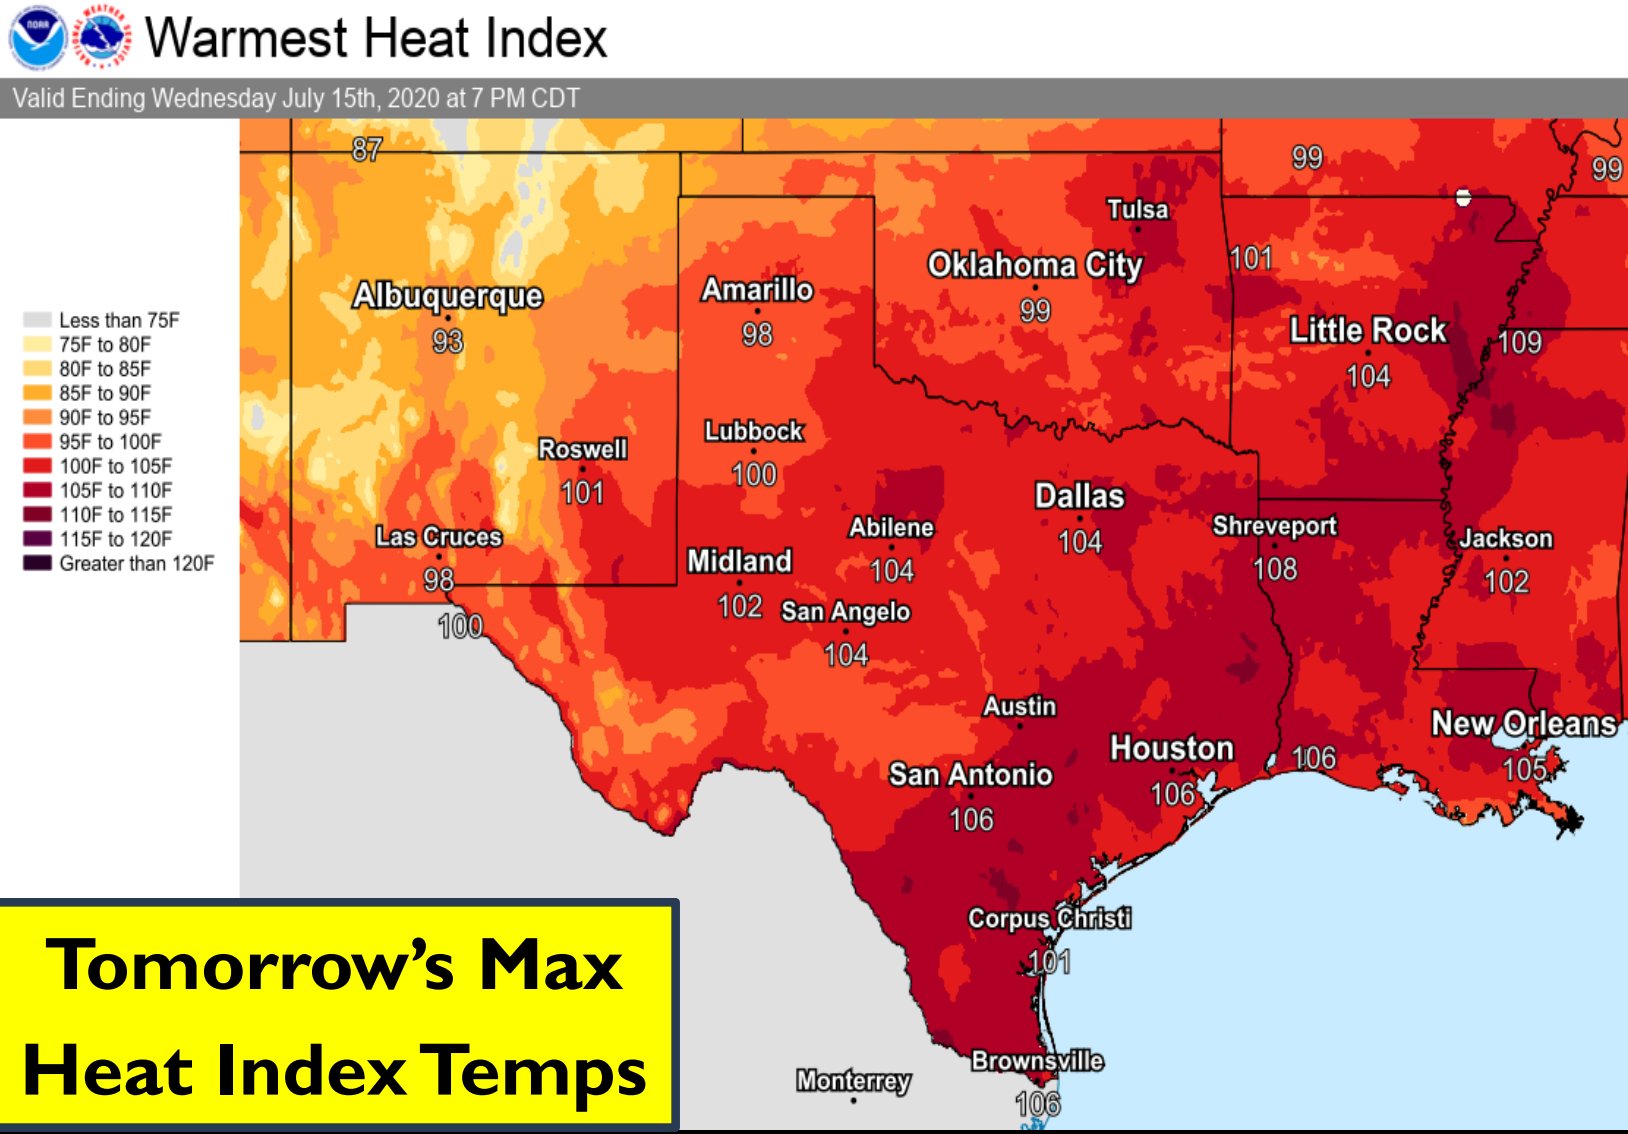 NOAA
Warmest Heat Index
Valid Ending Wednesday July 15th, 2020 at 7 PM CDT
87
99
99
Tulsa
101
Oklahoma City
99
Albuquerque
93
Amarillo
98
Little Rock
104
109
Less than 75F
75F to 80F
80F to 85F
85F to 90F
90F to 95F
95F to 100F
100F to 105F
105F to 110F
110F to 115F
115F to 120F
Greater than 120F
Roswell
101
Lubbock
100
Dallas
104
Las Cruces
98
100
Abilene
104
Shreveport
108
Jackson
102
Midland
102
San Angelo
104
Austin
Houston
106
106
New Orleans
105
San Antonio
106
Corpus Christi
101
Brownsville
106
Monterrey
Tomorrow's Max
Heat Index Temps